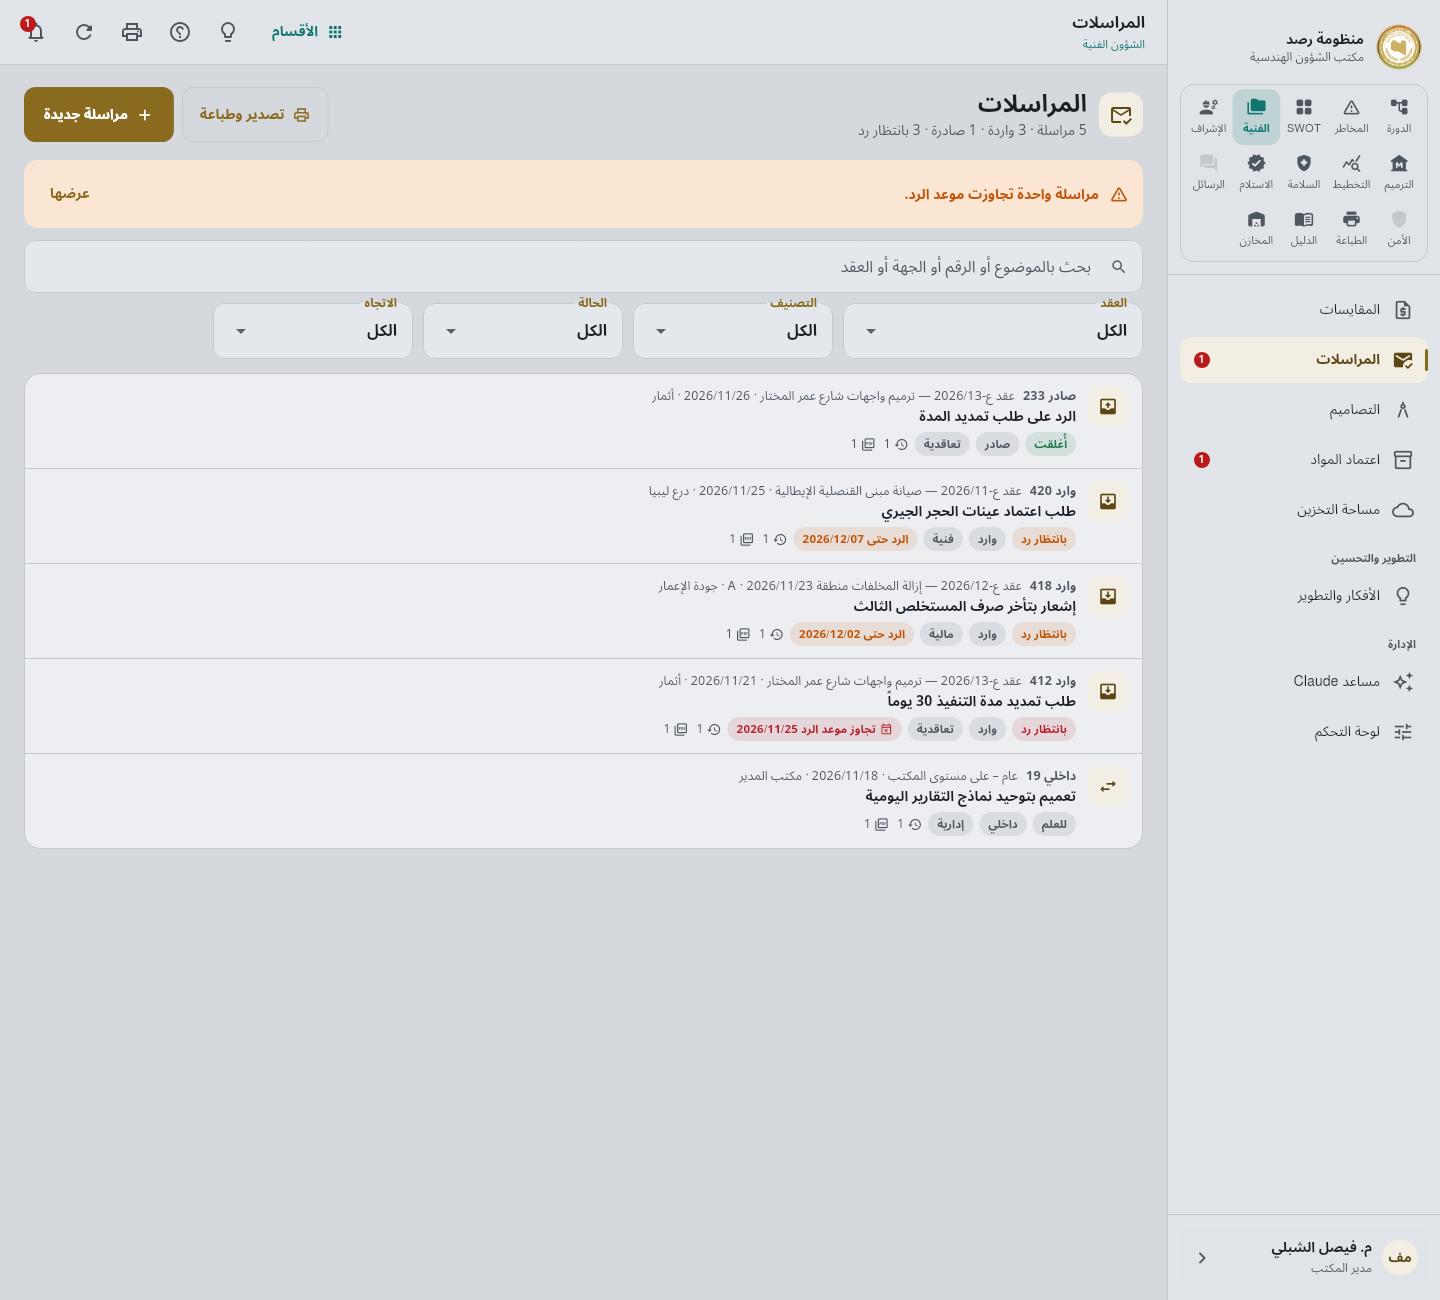 منظومة رصد
مكتب الشؤون الهندسية
الدورة
المخاطر
SWOT
الفنية
الإشراف
الترميم
التخطيط
السلامة
الاستلام
الرسائل
الأمن
الطباعة
الدليل
المخازن
المقايسات
المراسلات
1
التصاميم
اعتماد المواد
1
مساحة التخزين
التطوير والتحسين
الأفكار والتطوير
الإدارة
مساعد Claude
لوحة التحكم
مف
م. فيصل الشبلي
مدير المكتب
المراسلات
الشؤون الفنية
الأقسام
1
المراسلات
5 مراسلة · 3 واردة · 1 صادرة · 3 بانتظار رد
تصدير وطباعة
مراسلة جديدة
مراسلة واحدة تجاوزت موعد الرد.
عرضها
بحث بالموضوع أو الرقم أو الجهة أو العقد
العقد
الكل
التصنيف
الكل
الحالة
الكل
الاتجاه
الكل
صادر 233 عقد ع-2026/13 — ترميم واجهات شارع عمر المختار · 2026/11/26 · أثمار
الرد على طلب تمديد المدة
أُغلقت صادر تعاقدية 1 1
وارد 420 عقد ع-2026/11 — صيانة مبنى القنصلية الإيطالية · 2026/11/25 · درع ليبيا
طلب اعتماد عينات الحجر الجيري
بانتظار رد وارد فنية الرد حتى 2026/12/07 1 1
وارد 418 عقد ع-2026/12 — إزالة المخلفات منطقة A · 2026/11/23 · جودة الإعمار
إشعار بتأخر صرف المستخلص الثالث
بانتظار رد وارد مالية الرد حتى 2026/12/02 1 1
وارد 412 عقد ع-2026/13 — ترميم واجهات شارع عمر المختار · 2026/11/21 · أثمار
طلب تمديد مدة التنفيذ 30 يوماً
بانتظار رد وارد تعاقدية تجاوز موعد الرد 2026/11/25 1 1
داخلي 19 عام – على مستوى المكتب · 2026/11/18 · مكتب المدير
تعميم بتوحيد نماذج التقارير اليومية
للعلم داخلي إدارية 1 1